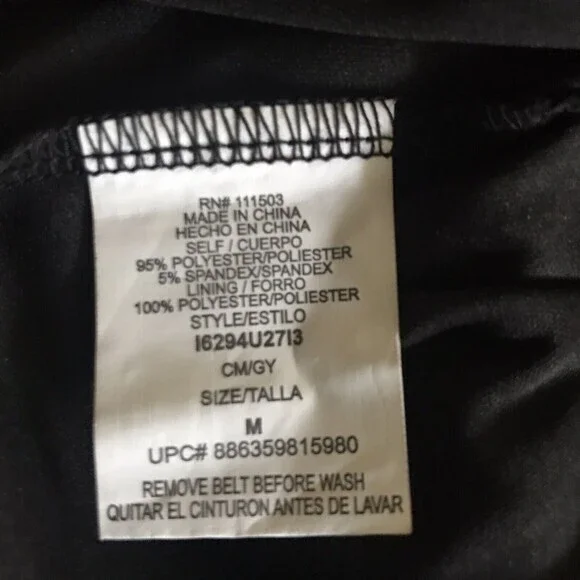 RN# 111503
MADE IN CHINA
HECHO EN CHINA
SELF / CUERPO
95% POLYESTER/POLIESTER
5% SPANDEX/SPANDEX
LINING / FORRO
100% POLYESTER/POLIESTER
STYLE/ESTILO
I6294U27I3
CM/GY
SIZE/TALLA
M
UPC# 886359815980
REMOVE BELT BEFORE WASH
QUITAR EL CINTURON ANTES DE LAVAR